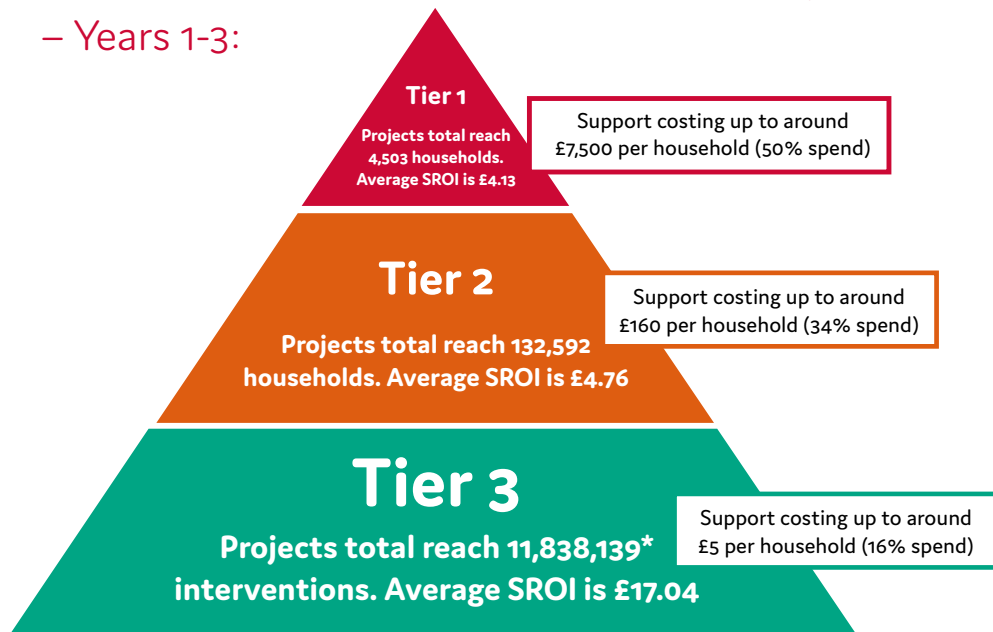 – Years 1-3:
Tier 1
Projects total reach
4,503 households.
Average SROI is £4.13
Support costing up to around
£7,500 per household (50% spend)
Tier 2
Projects total reach 132,592
households. Average SROI is £4.76
Support costing up to around
£160 per household (34% spend)
Tier 3
Projects total reach 11,838,139*
interventions. Average SROI is £17.04
Support costing up to around
£5 per household (16% spend)